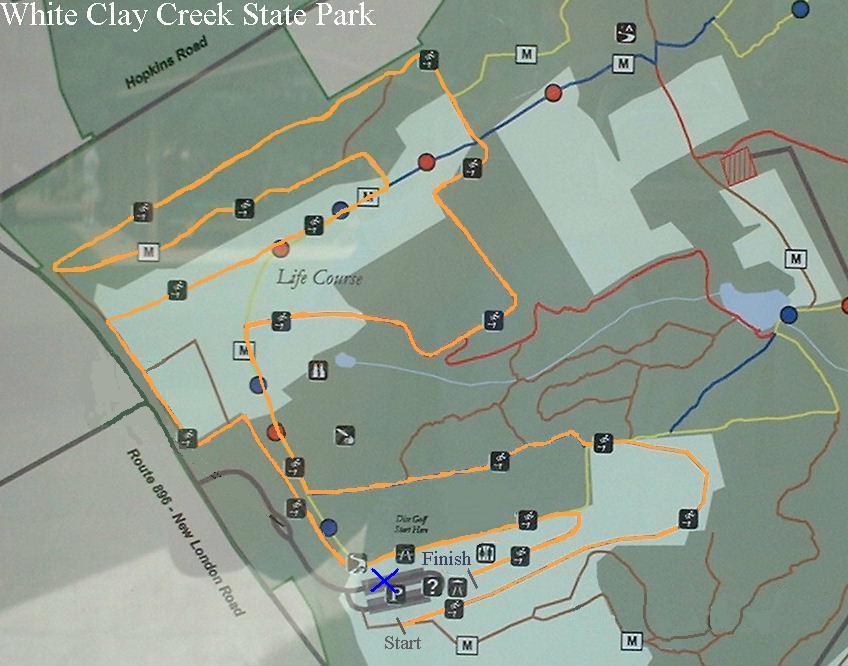 White Clay Creek State Park
Hopkins Road
M
M
M
M
Life Course
M
M
M
Route 896 - New London Road
Disc Golf
Start Here
Finish
?
P
Start
M
M